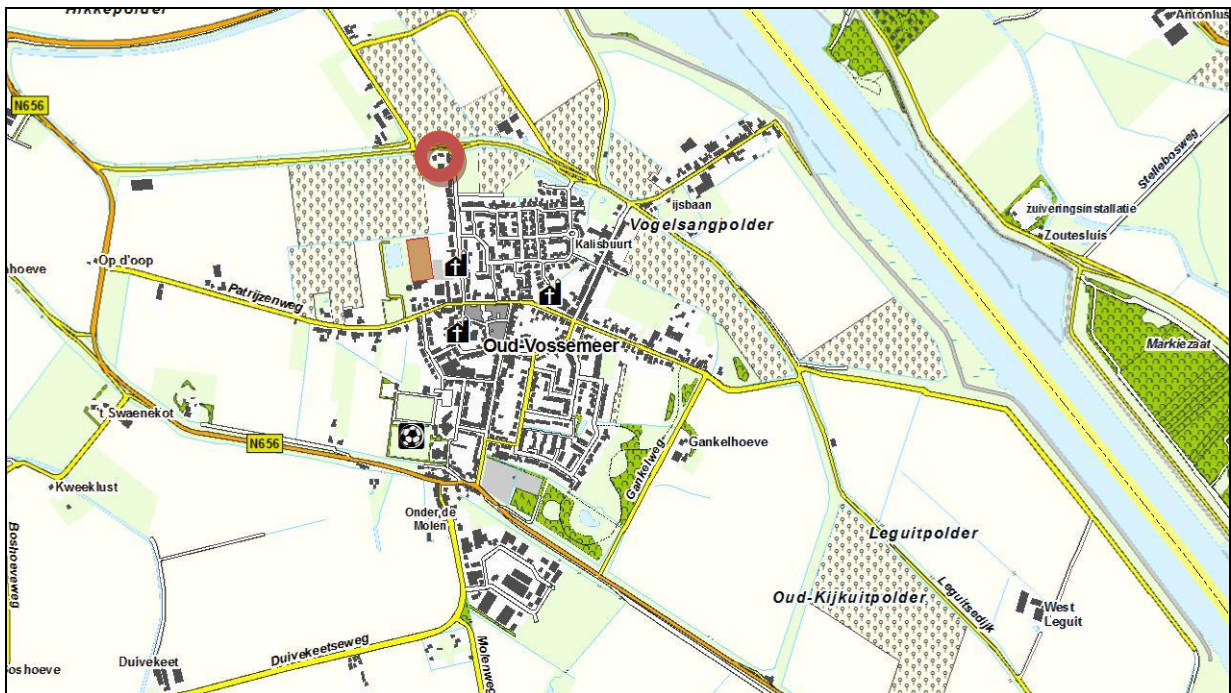 Hikkepolder
Antonius
N656
Stellebosweg
ijsbaan
Vogelsangpolder
zuiveringsinstallatie
Zoutesluis
Kalisbuurt
nhoeve
Op d'oop
Patrijzenweg
Oud-Vossemeer
Markiezaat
't Swaenekot
N656
Gankelhoeve
Gankelweg
Kweeklust
Onder de
Molen
Boshoeveweg
Leguitpolder
Oud-Kijkuitpolder
Leguitsedijk
West
Leguit
Duivekeetseweg
Molenweg
Duivekeet
oshoeve